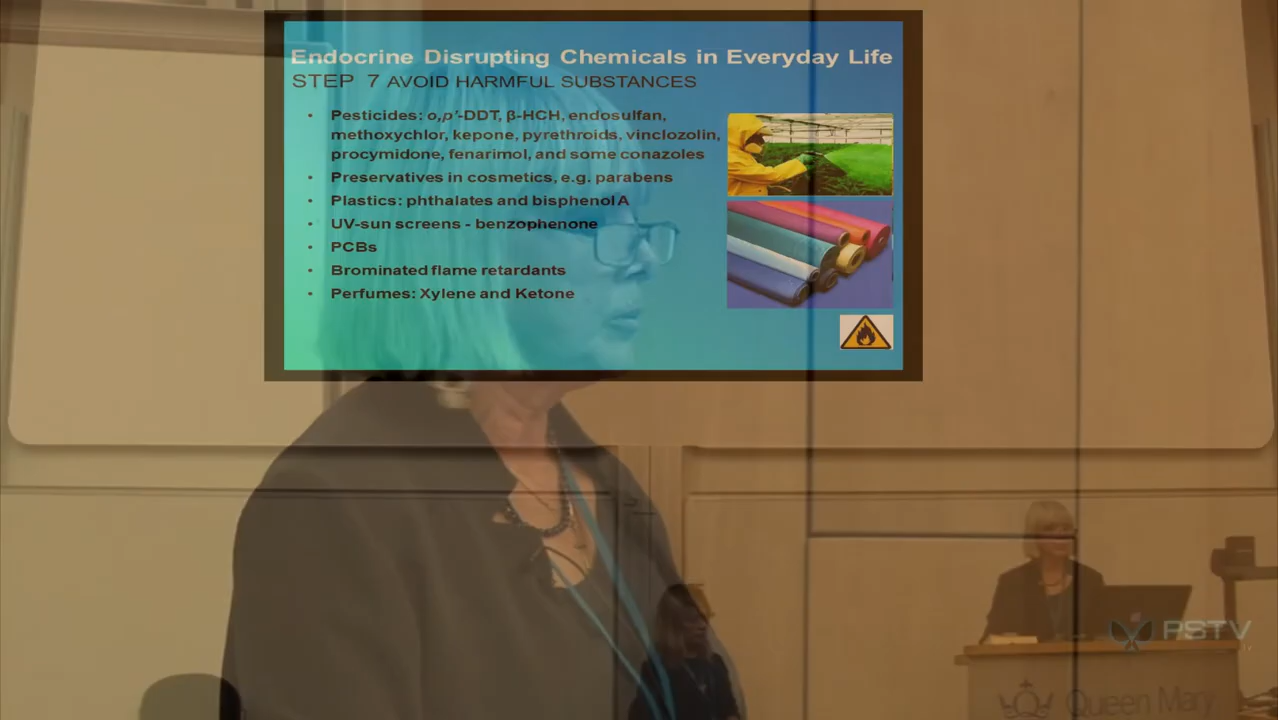 Endocrine Disrupting Chemicals in Everyday Life
STEP 7 AVOID HARMFUL SUBSTANCES
• Pesticides: o,p'-DDT, β-HCH, endosulfan,
methoxychlor, kepone, pyrethroids, vinclozolin,
procymidone, fenarimol, and some conazoles
• Preservatives in cosmetics, e.g. parabens
• Plastics: phthalates and bisphenol A
• UV-sun screens - benzophenone
• PCBs
• Brominated flame retardants
• Perfumes: Xylene and Ketone
PSTV
Queen Mary